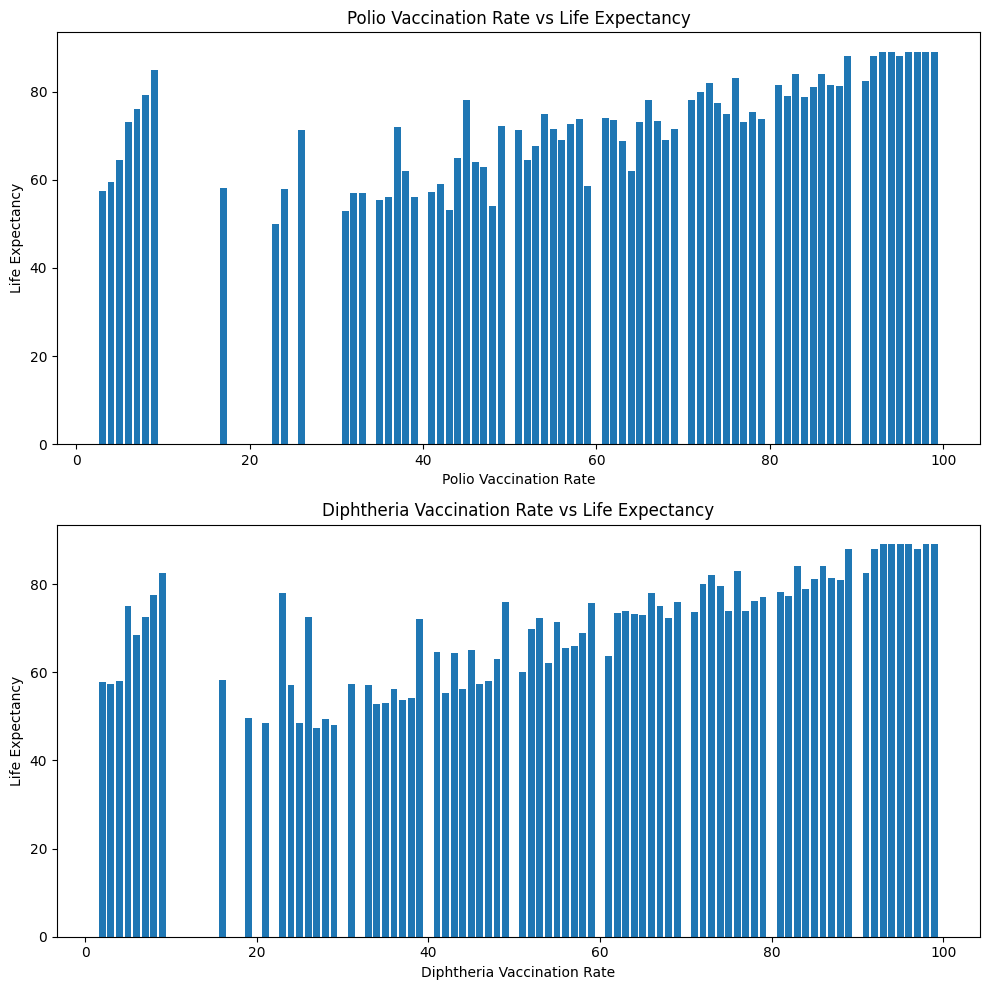 Polio Vaccination Rate vs Life Expectancy
80
60
40
20
0
Life Expectancy
0 20 40 60 80 100
Polio Vaccination Rate
Diphtheria Vaccination Rate vs Life Expectancy
80
60
40
20
0
Life Expectancy
0 20 40 60 80 100
Diphtheria Vaccination Rate